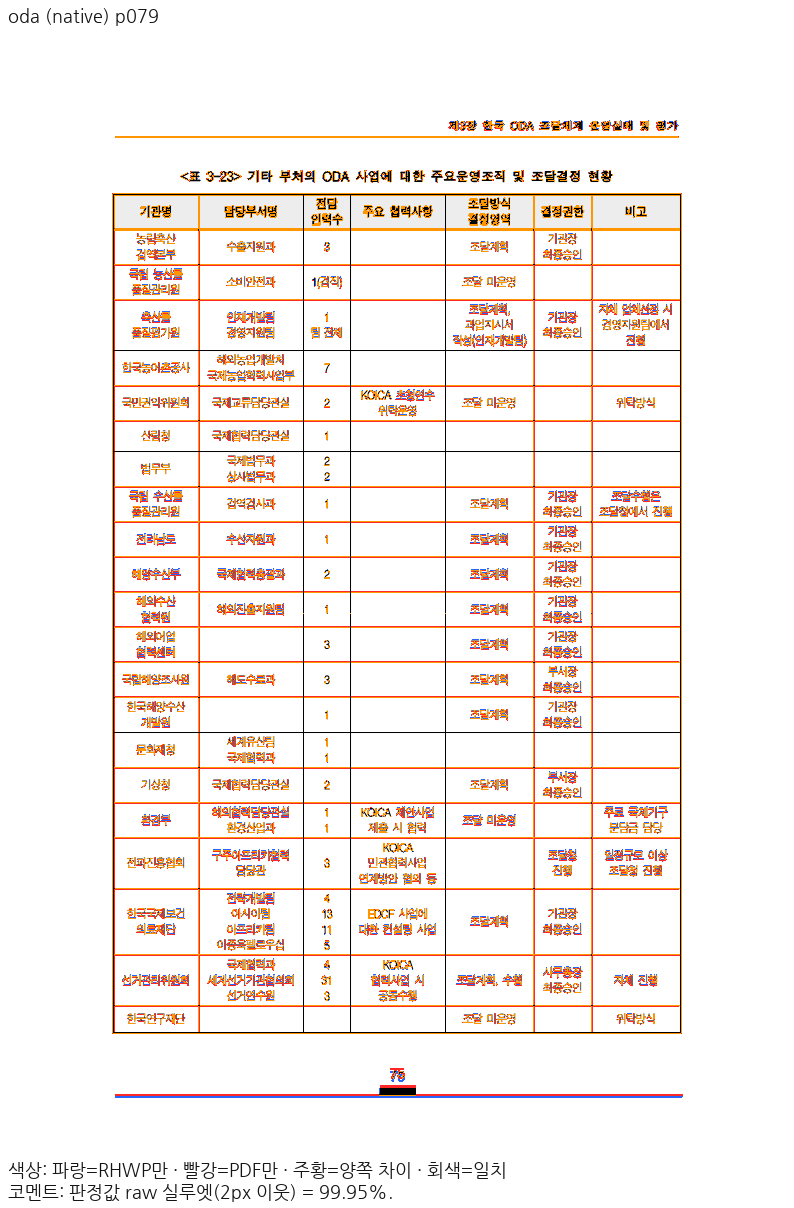 oda (native) p079
제3장 한국 ODA 조달체계 운영실태 및 평가
<표 3-23> 기타 부처의 ODA 사업에 대한 주요운영조직 및 조달결정 현황
기관명 담당부서명 전담 인력수 주요 협력사항 조달방식 결정영역 결정권한 비고
농림축산 검역본부 수출지원과 3 조달계획 기관장 최종승인
국립 농산물 품질관리원 소비안전과 1(겸직) 조달 미운영
축산물 품질평가원 인재개발팀 경영지원팀 1 팀 전체 조달계획, 과업지시서 작성(인재개발팀) 기관장 최종승인 자체 업체선정 시 경영지원팀에서 진행
한국농어촌공사 해외농업개발처 국제농업협력사업부 7
국민권익위원회 국제교류담당관실 2 KOICA 초청연수 위탁운영 조달 미운영 위탁방식
산림청 국제협력담당관실 1
법무부 국제법무과 상사법무과 2 2
국립 수산물 품질관리원 검역검사과 1 조달계획 기관장 최종승인 조달수행은 조달청에서 진행
전라남도 수산자원과 1 조달계획 기관장 최종승인
해양수산부 국제협력총괄과 2 조달계획 기관장 최종승인
해외수산 협력원 해외진출지원팀 1 조달계획 기관장 최종승인
해외어업 협력센터 3 조달계획 기관장 최종승인
국립해양조사원 해도수로과 3 조달계획 부서장 최종승인
한국해양수산 개발원 1 조달계획 기관장 최종승인
문화재청 세계유산팀 국제협력과 1 1
기상청 국제협력담당관실 2 조달계획 부서장 최종승인
환경부 해외협력담당관실 환경산업과 1 1 KOICA 제안사업 제출 시 협력 조달 미운영 주로 국제기구 분담금 담당
전파진흥협회 구주아프리카협력 담당관 3 KOICA 민관협력사업 연계방안 협의 등 조달청 진행 일정규모 이상 조달청 진행
한국국제보건 의료재단 전략개발팀 아시아팀 아프리카팀 이종욱펠로우십 4 13 11 5 EDCF 사업에 대한 컨설팅 사업 조달계획 기관장 최종승인
선거관리위원회 국제협력과 세계선거기관협의회 선거연수원 4 31 3 KOICA 협력사업 시 공동수행 조달계획, 수행 사무총장 최종승인 자체 진행
한국연구재단 조달 미운영 위탁방식
색상: 파랑=RHWP만 · 빨강=PDF만 · 주황=양쪽 차이 · 회색=일치
코멘트: 판정값 raw 실루엣(2px 이웃) = 99.95%.